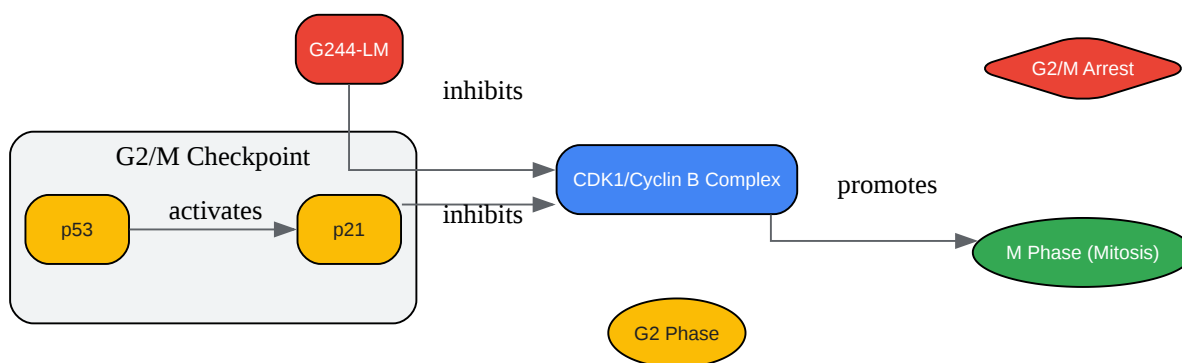 G244-LM
G2/M Arrest
inhibits
G2/M Checkpoint
CDK1/Cyclin B Complex
promotes
activates
inhibits
p53
p21
M Phase (Mitosis)
G2 Phase